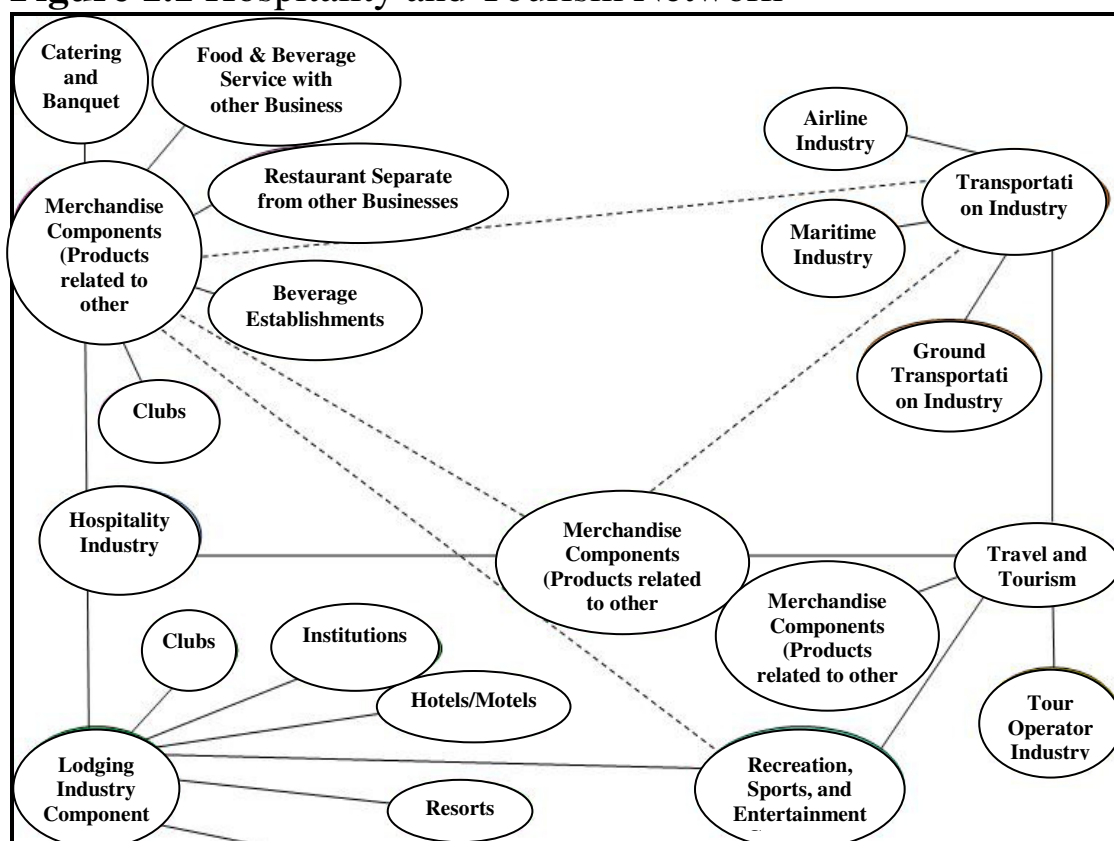 Figure 2.1 Hospitality and Tourism Network
Catering
and
Banquet
Food & Beverage
Service with
other Business
Restaurant Separate
from other Businesses
Merchandise
Components
(Products
related to
other
Beverage
Establishments
Clubs
Airline
Industry
Transportati
on Industry
Maritime
Industry
Ground
Transportati
on Industry
Hospitality
Industry
Merchandise
Components
(Products related
to other
Travel and
Tourism
Merchandise
Components
(Products
related to other
Clubs
Institutions
Hotels/Motels
Tour
Operator
Industry
Lodging
Industry
Component
Resorts
Recreation,
Sports, and
Entertainment